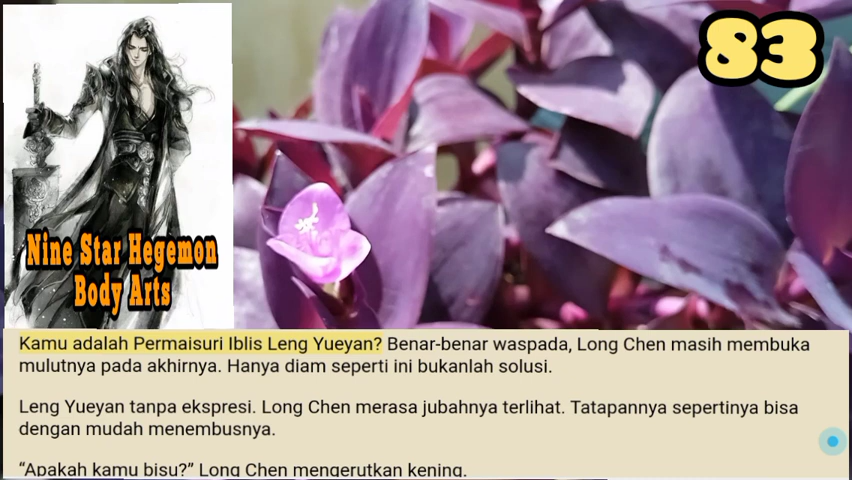 83
Nine Star Hegemon
Body Arts
Kamu adalah Permaisuri Iblis Leng Yueyan? Benar-benar waspada, Long Chen masih membuka
mulutnya pada akhirnya. Hanya diam seperti ini bukanlah solusi.
Leng Yueyan tanpa ekspresi. Long Chen merasa jubahnya terlihat. Tatapannya sepertinya bisa
dengan mudah menembusnya.
“Apakah kamu bisu?” Long Chen mengerutkan kening.